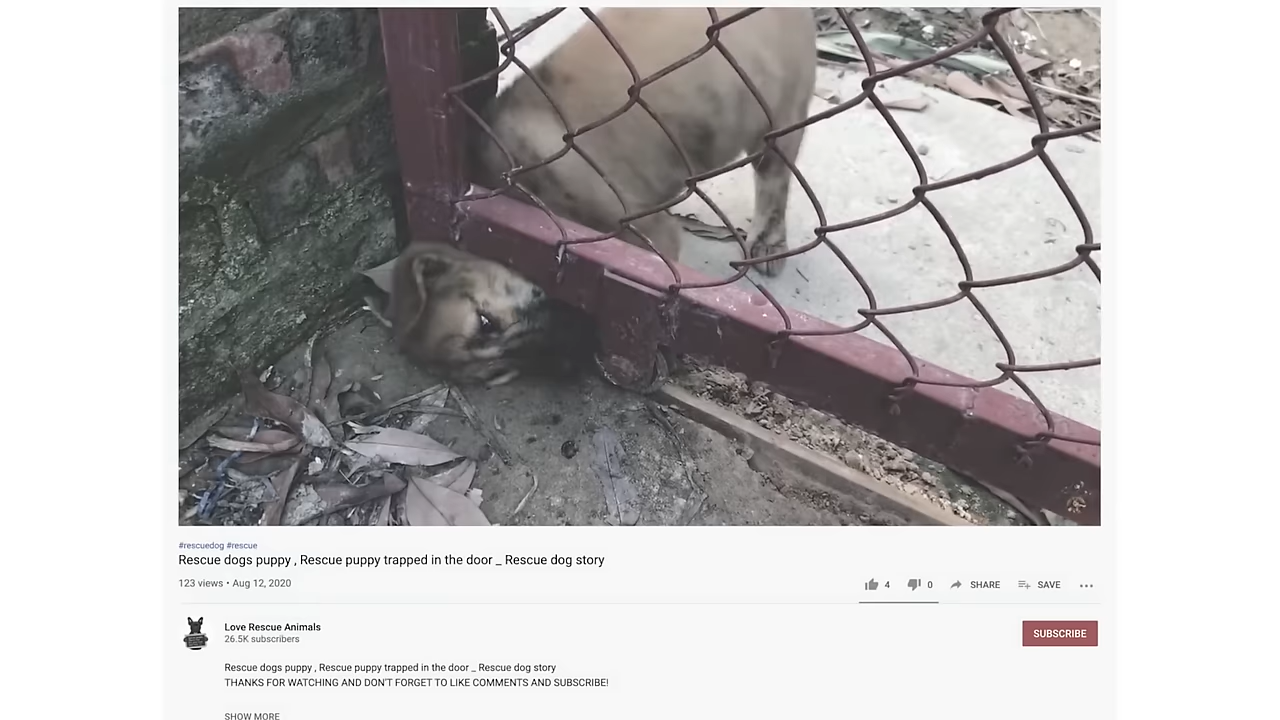 #rescuedog #rescue
Rescue dogs puppy , Rescue puppy trapped in the door _ Rescue dog story
123 views • Aug 12, 2020
4 0 SHARE SAVE
Love Rescue Animals
26.5K subscribers
SUBSCRIBE
Rescue dogs puppy , Rescue puppy trapped in the door _ Rescue dog story
THANKS FOR WATCHING AND DON'T FORGET TO LIKE COMMENTS AND SUBSCRIBE!
SHOW MORE